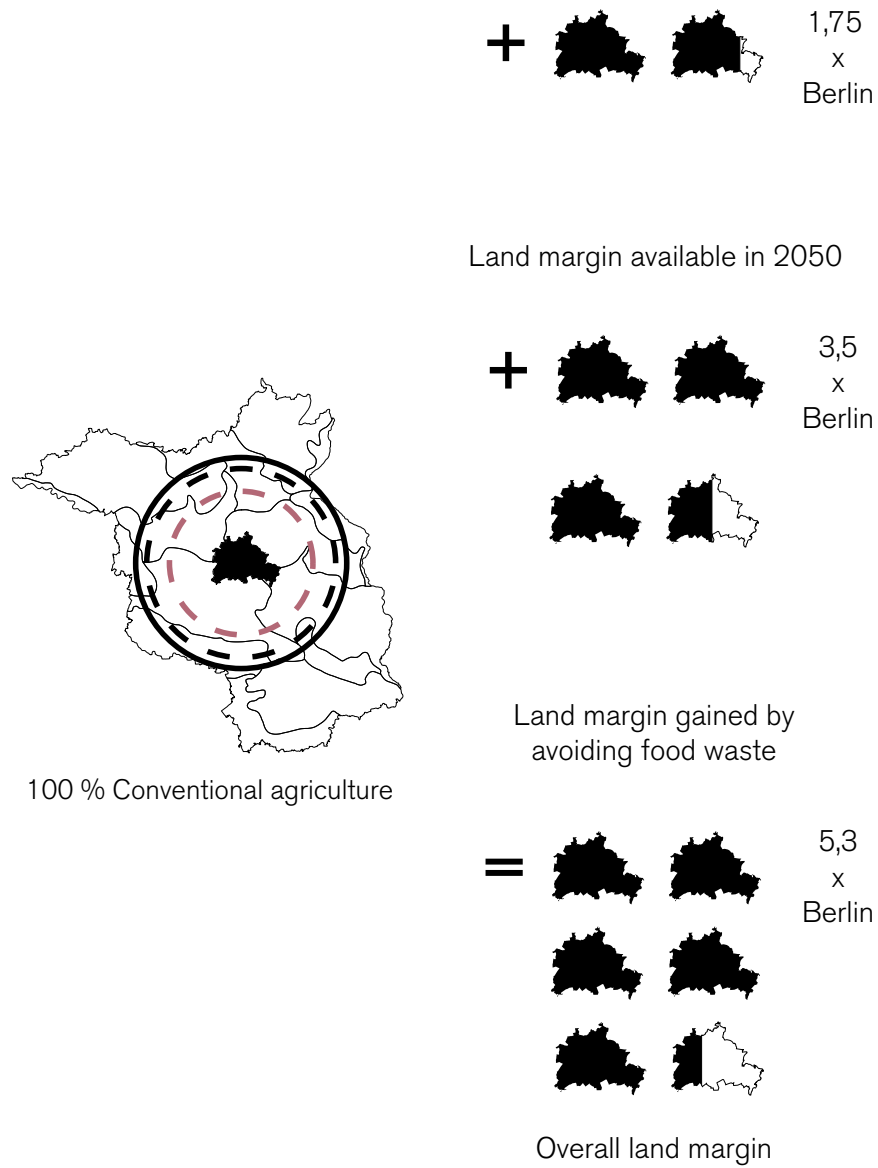 +
1,75
x
Berlin
Land margin available in 2050
+
3,5
x
Berlin
Land margin gained by
avoiding food waste
100 % Conventional agriculture
=
5,3
x
Berlin
Overall land margin